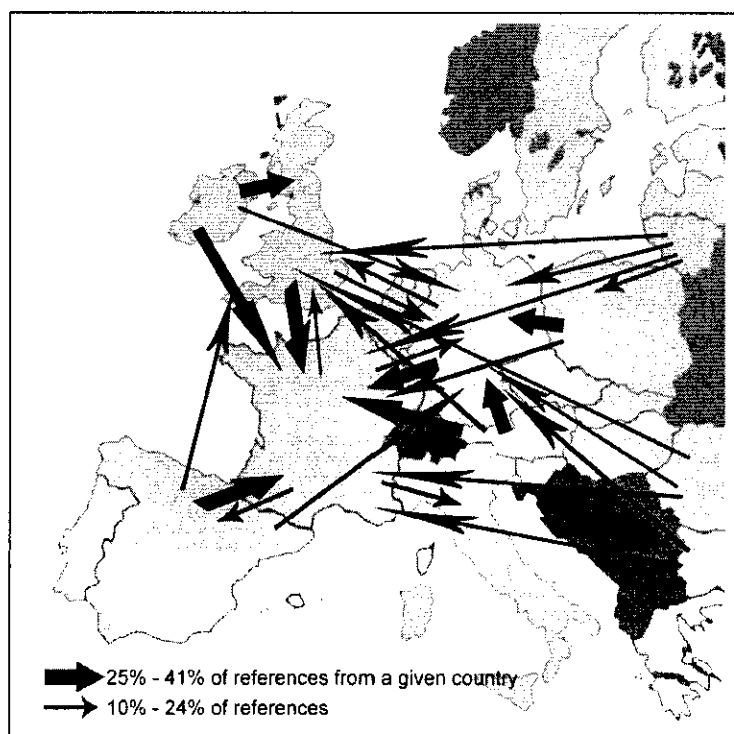 25% - 41% of references from a given country
10% - 24% of references